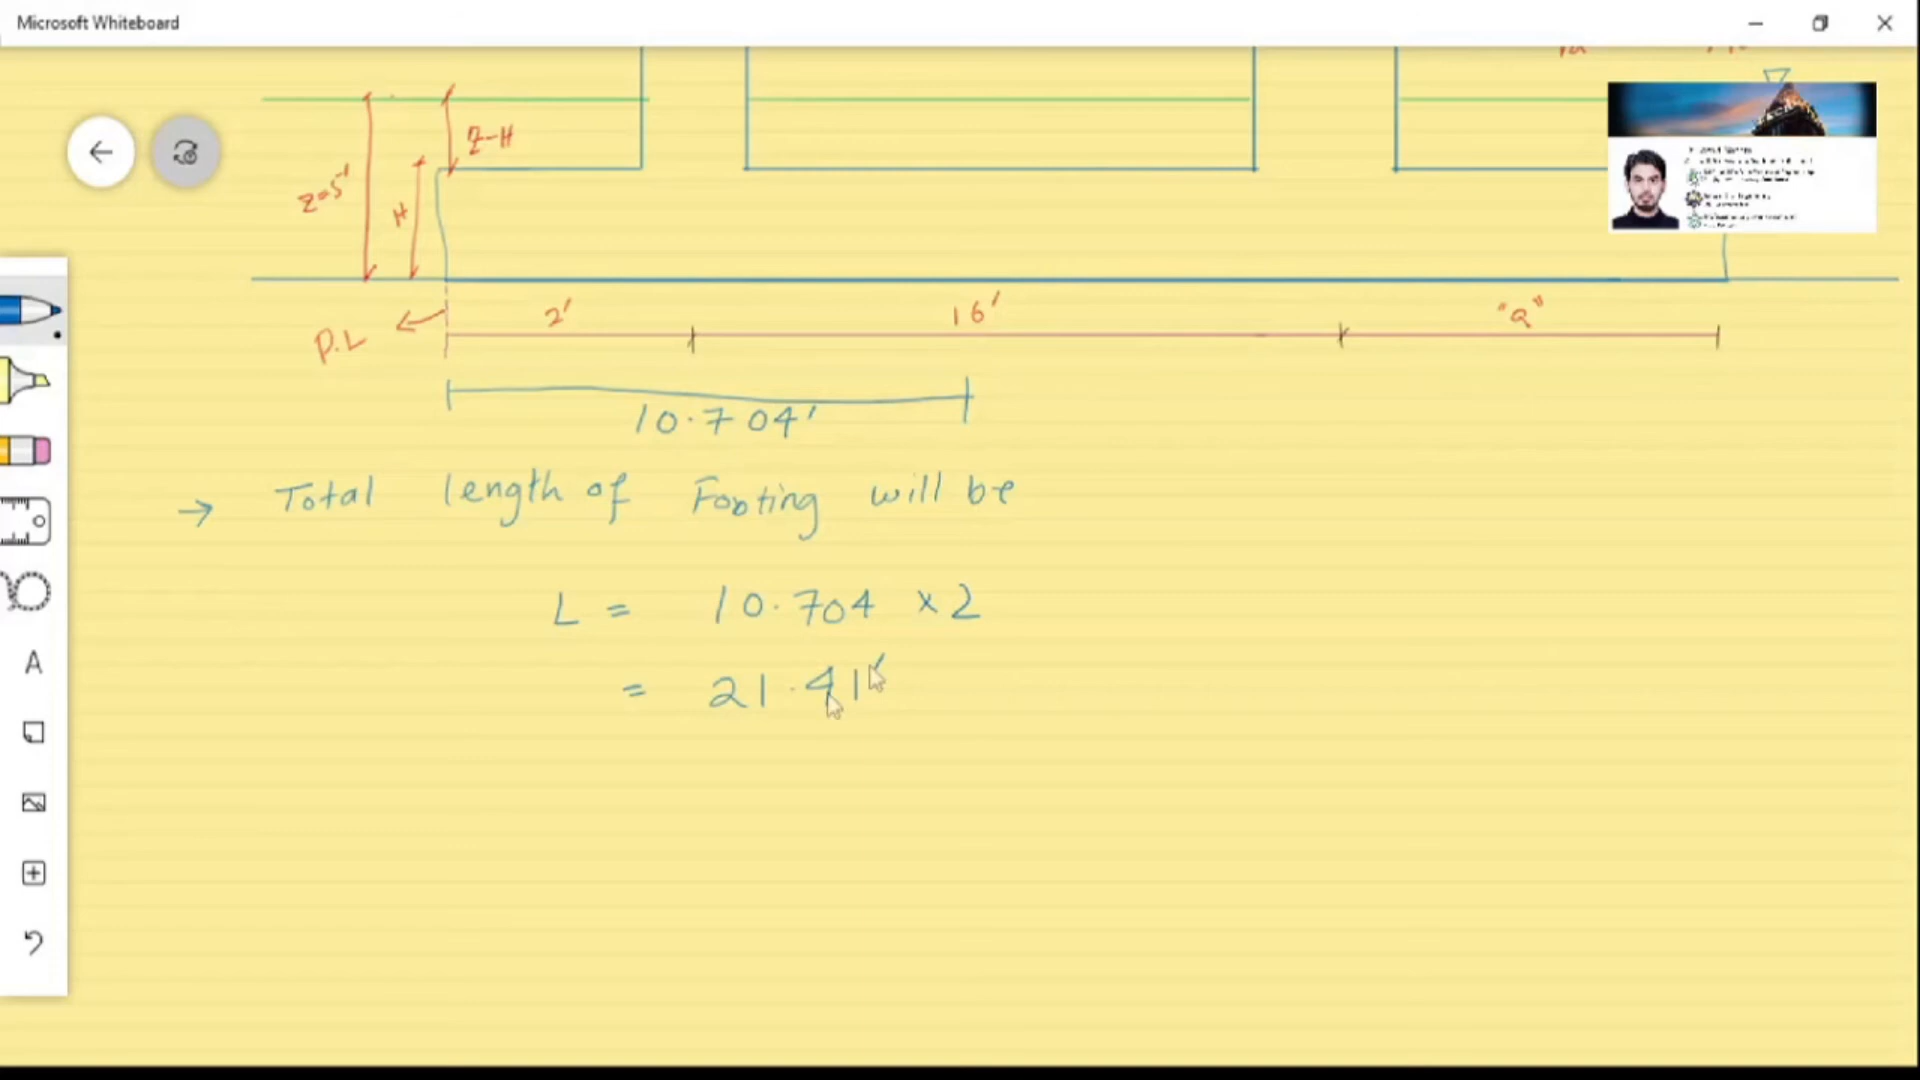 Microsoft Whiteboard
Z-H
Z=5'
H
P.L
2'
16'
"a"
10.704'
→ Total length of Footing will be
L = 10.704 × 2
= 21.41'
A